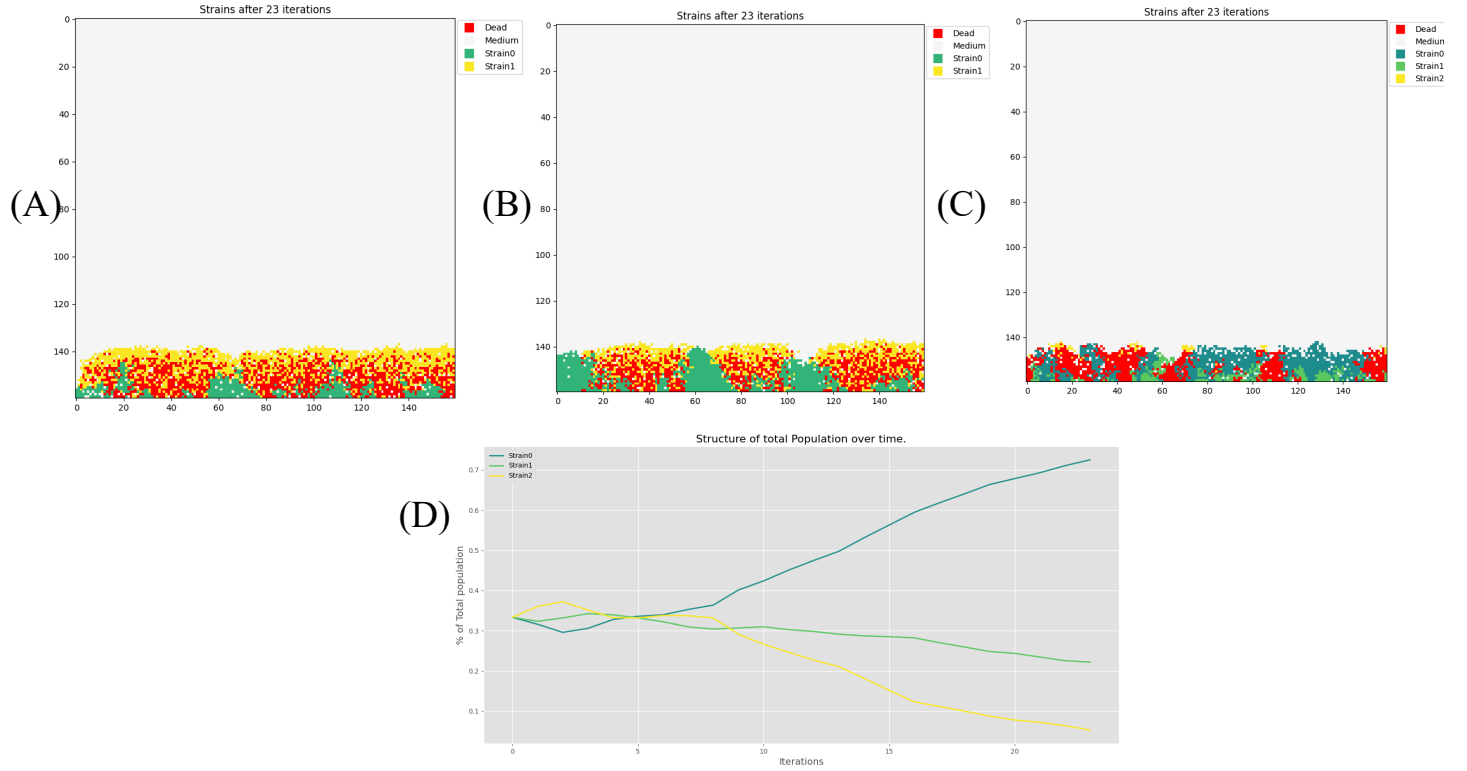 Strains after 23 iterations
Dead
Medium
Strain0
Strain1
0
20
40
60
80
100
120
140
0 20 40 60 80 100 120 140
(A)
Strains after 23 iterations
Dead
Medium
Strain0
Strain1
0
20
40
60
80
100
120
140
0 20 40 60 80 100 120 140
(B)
Strains after 23 iterations
Dead
Medium
Strain0
Strain1
Strain2
0
20
40
60
80
100
120
140
0 20 40 60 80 100 120 140
(C)
Structure of total Population over time.
Strain0
Strain1
Strain2
(D)
% of Total population
0.7
0.6
0.5
0.4
0.3
0.2
0.1
0 5 10 15 20
Iterations